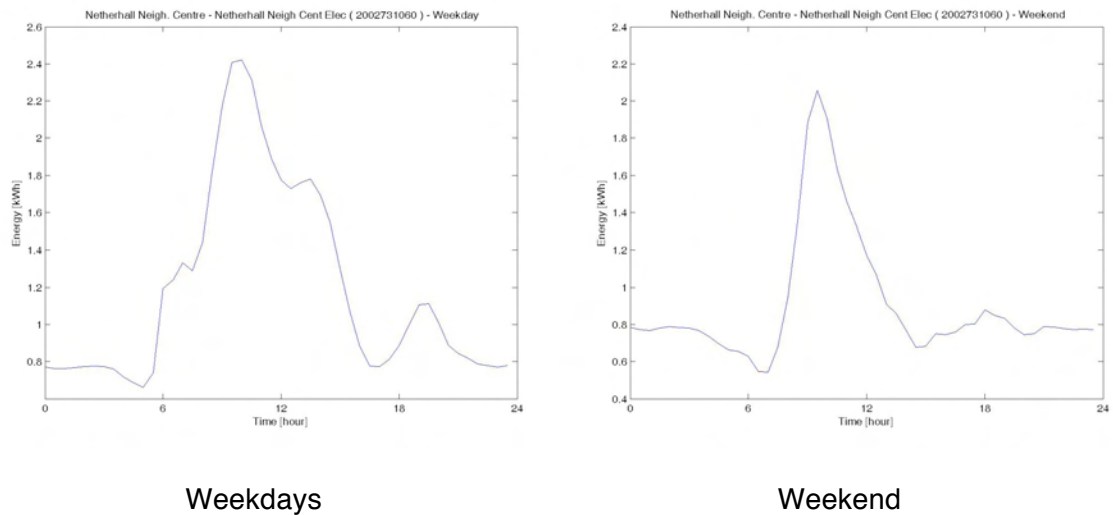 Netherhall Neigh. Centre - Netherhall Neigh Cent Elec ( 2002731060 ) - Weekday
2.6
2.4
2.2
2
1.8
1.6
1.4
1.2
1
0.8
Energy [kWh]
0 6 12 18 24
Time [hour]
Weekdays
Netherhall Neigh. Centre - Netherhall Neigh Cent Elec ( 2002731060 ) - Weekend
2.4
2.2
2
1.8
1.6
1.4
1.2
1
0.8
0.6
0.4
Energy [kWh]
0 6 12 18 24
Time [hour]
Weekend